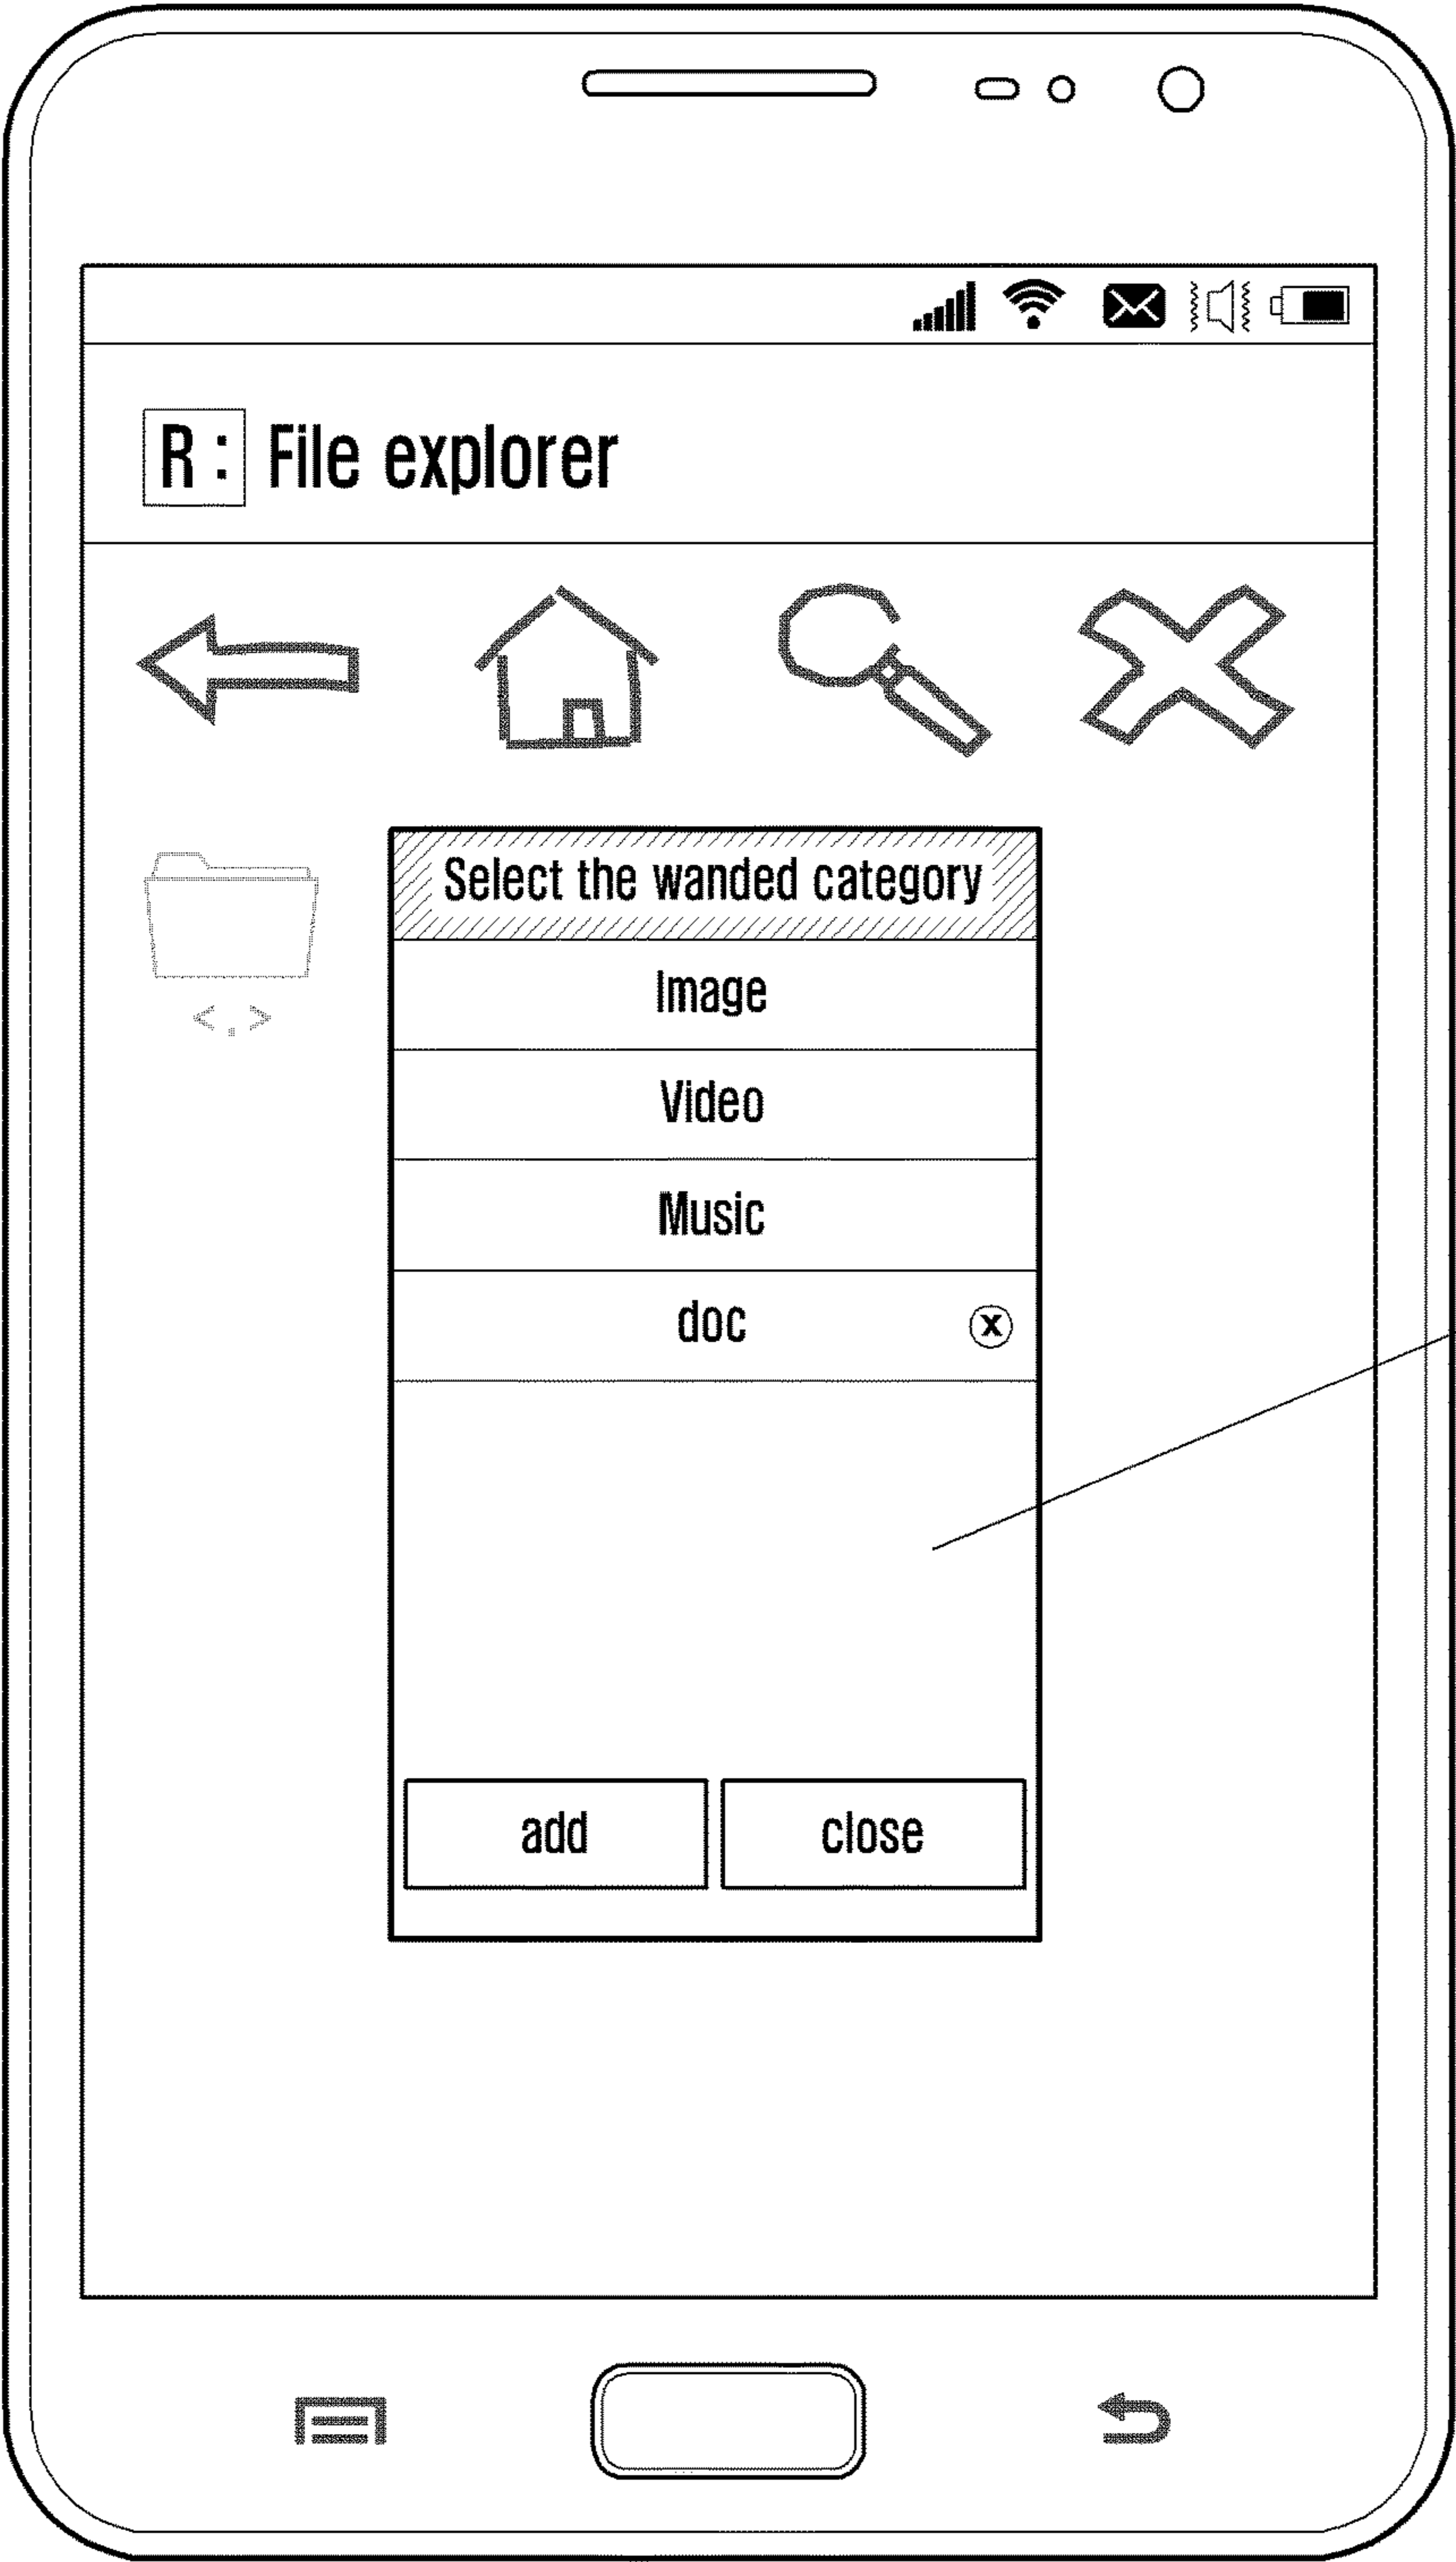 R : File explorer
< . >
Select the wanded category
Image
Video
Music
doc x
add close